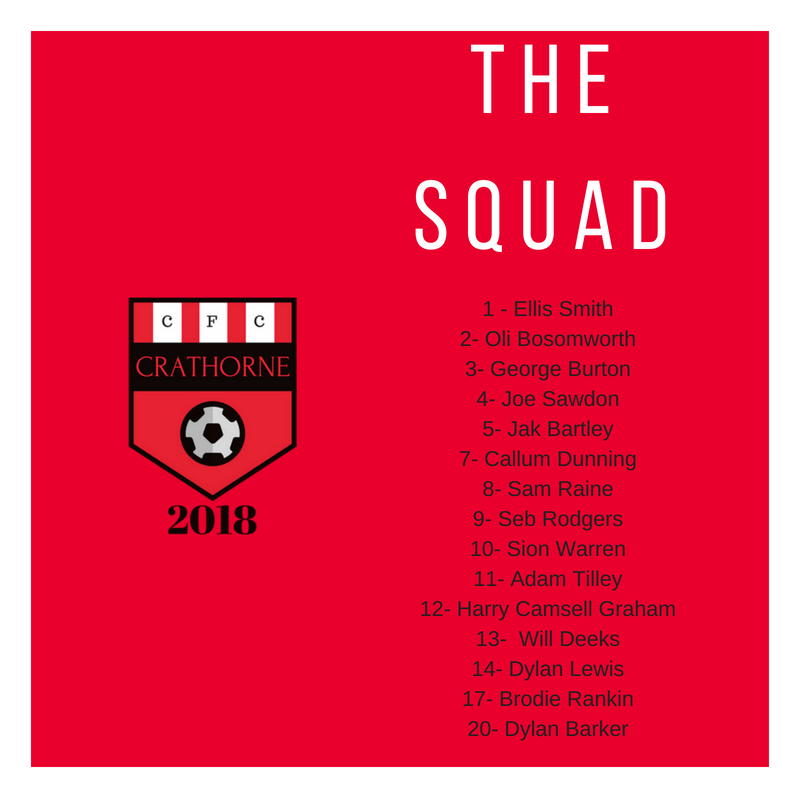 THE
SQUAD
C F C
CRATHORNE
2018
1 - Ellis Smith
2- Oli Bosomworth
3- George Burton
4- Joe Sawdon
5- Jak Bartley
7- Callum Dunning
8- Sam Raine
9- Seb Rodgers
10- Sion Warren
11- Adam Tilley
12- Harry Camsell Graham
13-  Will Deeks
14- Dylan Lewis
17- Brodie Rankin
20- Dylan Barker